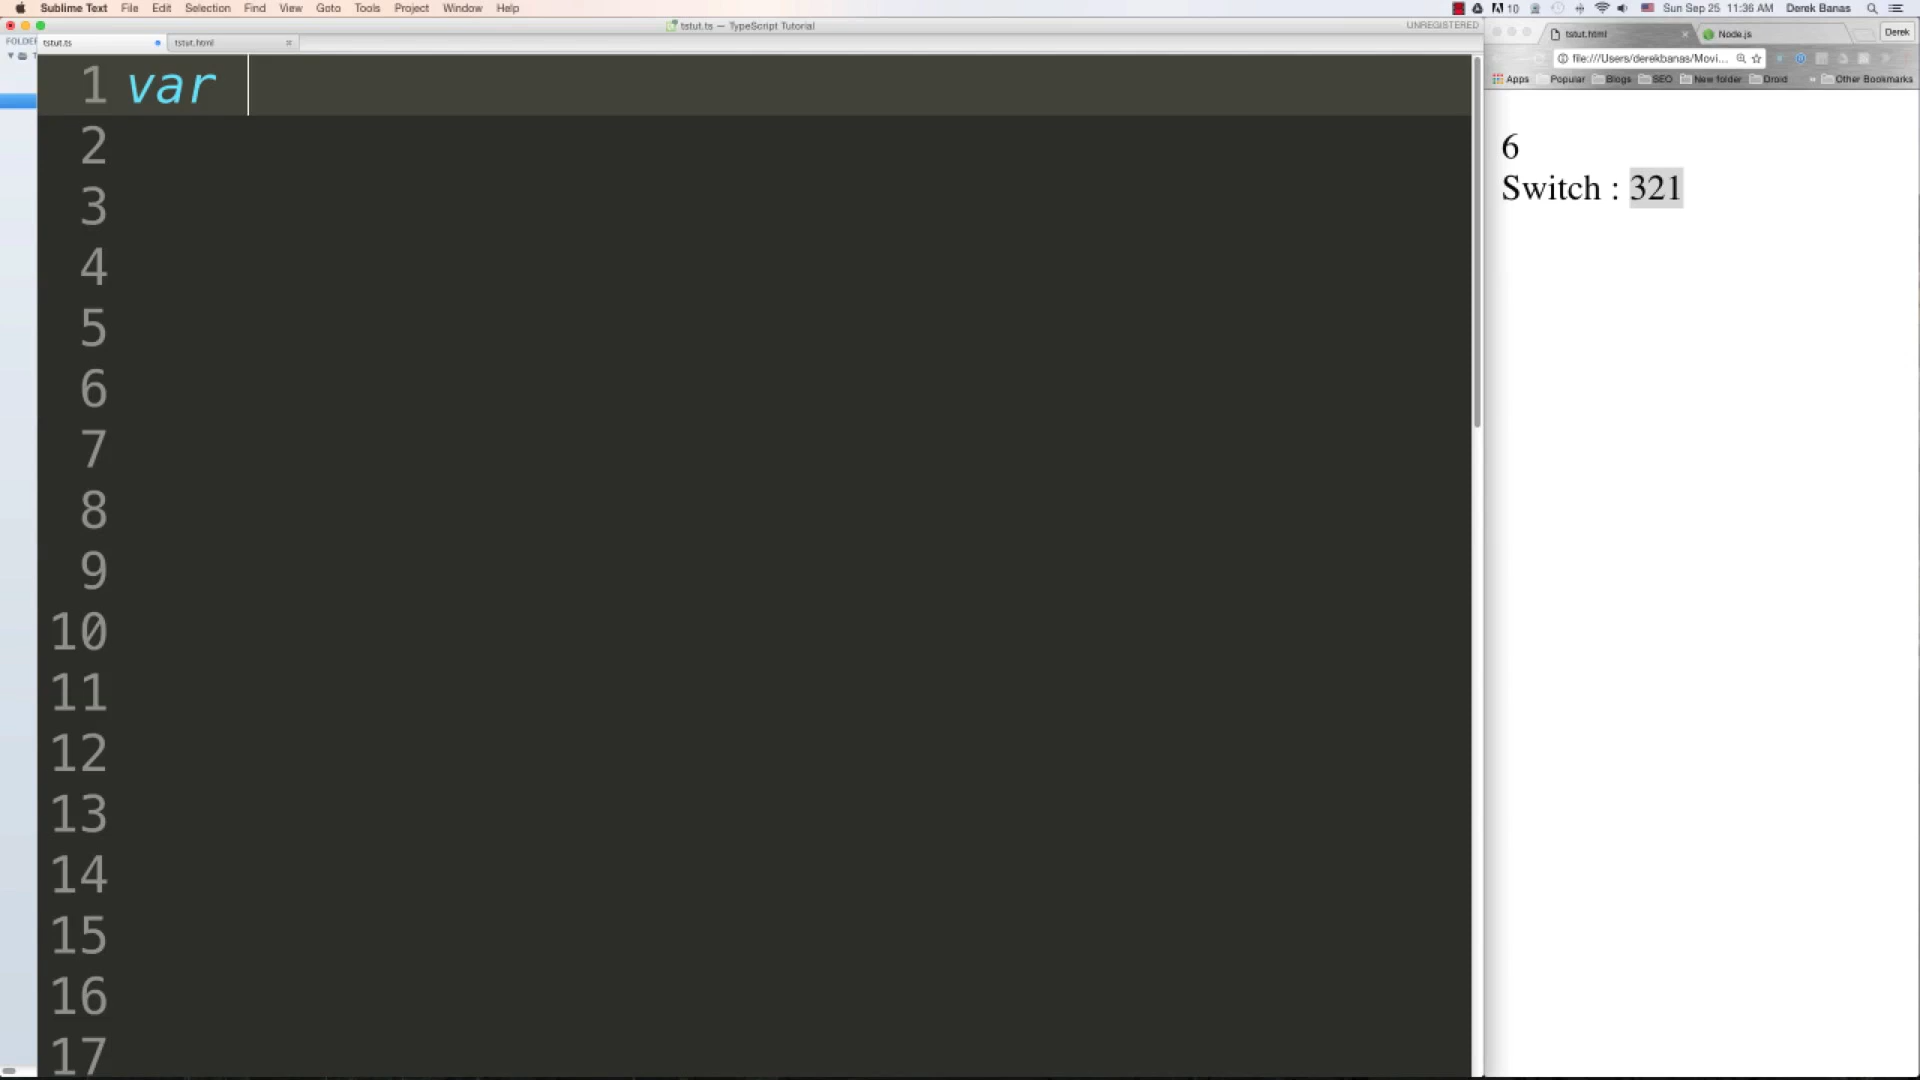 Sublime Text File Edit Selection Find View Goto Tools Project Window Help
10 Sun Sep 25 11:36 AM Derek Banas
tstut.ts — TypeScript Tutorial UNREGISTERED
FOLDER
tstut.ts tstut.html
tstut.html Node.js Derek
file:///Users/derekbanas/Movi...
Apps Popular Blogs SEO New folder Droid » Other Bookmarks
1 var
2
3
4
5
6
7
8
9
10
11
12
13
14
15
16
17
6
Switch : 321